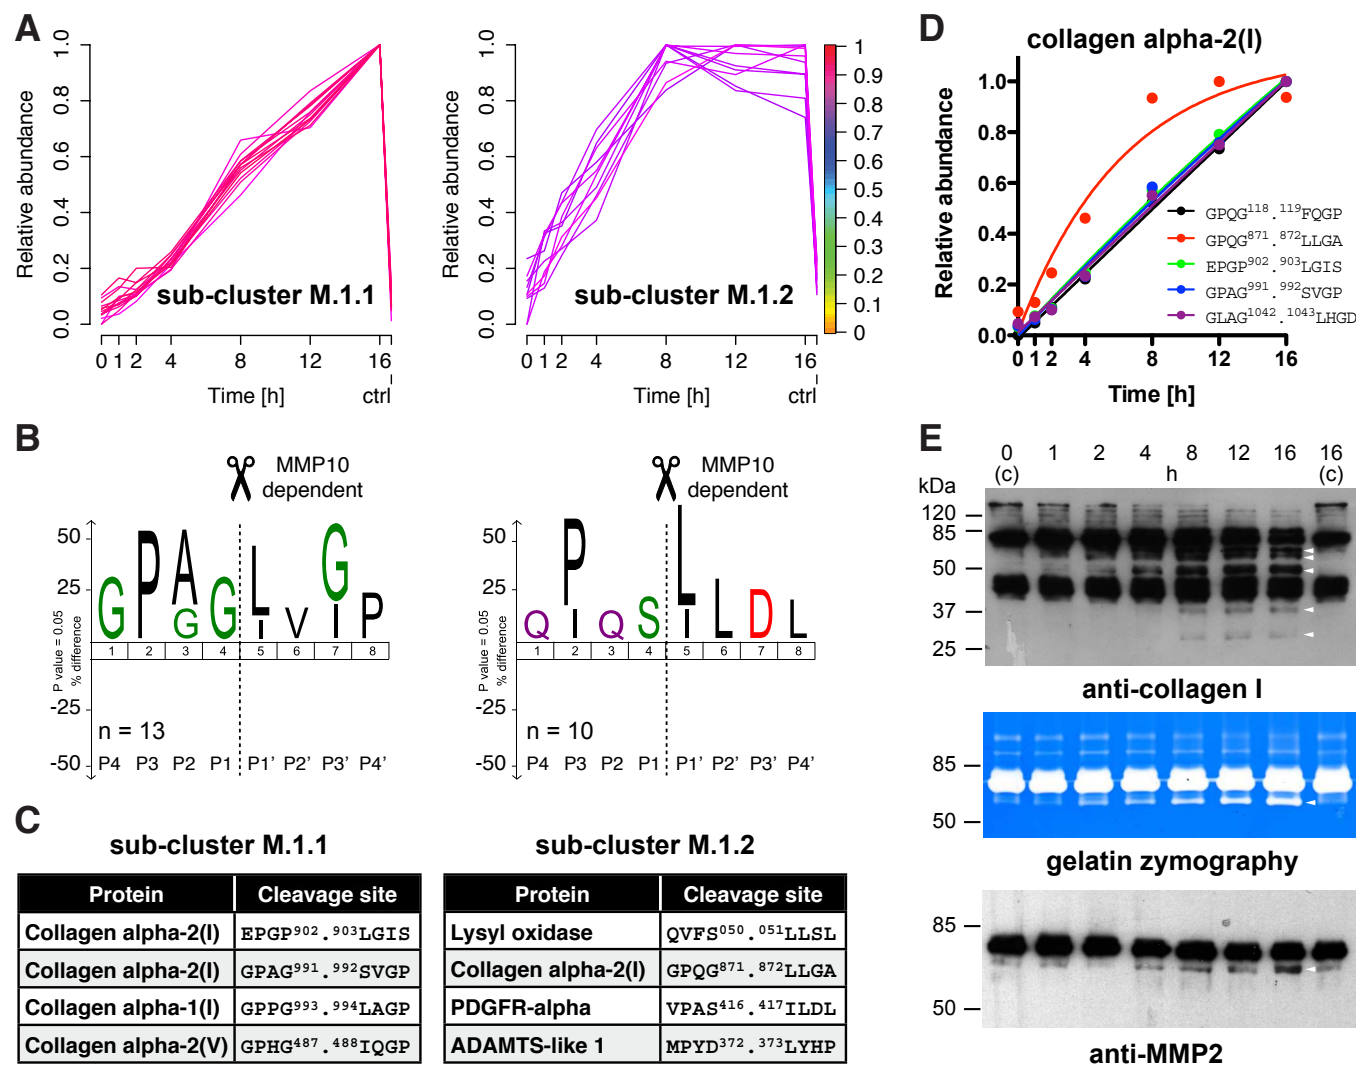 A
Relative abundance
1.0
0.8
0.6
0.4
0.2
0.0
sub-cluster M.1.1
0 1 2 4 8 12 16
Time [h]
ctrl
Relative abundance
1.0
0.8
0.6
0.4
0.2
0.0
sub-cluster M.1.2
0 1 2 4 8 12 16
Time [h]
ctrl
1
0.9
0.8
0.7
0.6
0.5
0.4
0.3
0.2
0.1
0
B
MMP10
dependent
P value = 0.05
% difference
50
25
-25
-50
G P A G L V G P
G I I
1 2 3 4 5 6 7 8
n = 13
P4 P3 P2 P1 P1' P2' P3' P4'
MMP10
dependent
P value = 0.05
% difference
50
25
-25
-50
Q P Q S L L D L
I I
1 2 3 4 5 6 7 8
n = 10
P4 P3 P2 P1 P1' P2' P3' P4'
C
sub-cluster M.1.1
Protein Cleavage site
Collagen alpha-2(I) EPGP⁹⁰².⁹⁰³LGIS
Collagen alpha-2(I) GPAG⁹⁹¹.⁹⁹²SVGP
Collagen alpha-1(I) GPPG⁹⁹³.⁹⁹⁴LAGP
Collagen alpha-2(V) GPHG⁴⁸⁷.⁴⁸⁸IQGP
sub-cluster M.1.2
Protein Cleavage site
Lysyl oxidase QVFS⁰⁵⁰.⁰⁵¹LLSL
Collagen alpha-2(I) GPQG⁸⁷¹.⁸⁷²LLGA
PDGFR-alpha VPAS⁴¹⁶.⁴¹⁷ILDL
ADAMTS-like 1 MPYD³⁷².³⁷³LYHP
D
collagen alpha-2(I)
Relative abundance
1.0
0.8
0.6
0.4
0.2
0.0
GPQG¹¹⁸.¹¹⁹FQGP
GPQG⁸⁷¹.⁸⁷²LLGA
EPGP⁹⁰².⁹⁰³LGIS
GPAG⁹⁹¹.⁹⁹²SVGP
GLAG¹⁰⁴².¹⁰⁴³LHGD
0 1 2 4 8 12 16
Time [h]
E
0 1 2 4 8 12 16 16
(c) h (c)
kDa
120
85
50
37
25
anti-collagen I
85
50
gelatin zymography
85
50
anti-MMP2